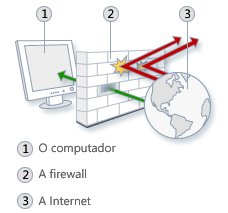 1
2
3
1 O computador
2 A firewall
3 A Internet